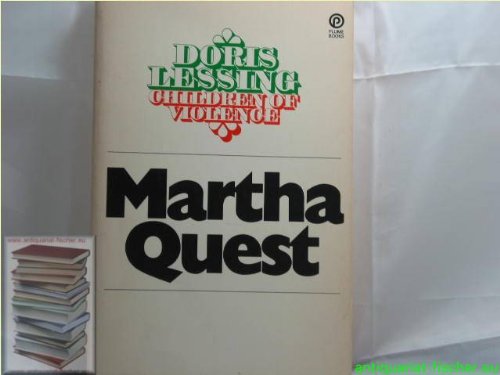 PLUME
BOOKS
DORIS
LESSING
CHILDREN OF
VIOLENCE
Martha
Quest
www.antiquariat-fischer.eu
antiquariat-fischer.eu